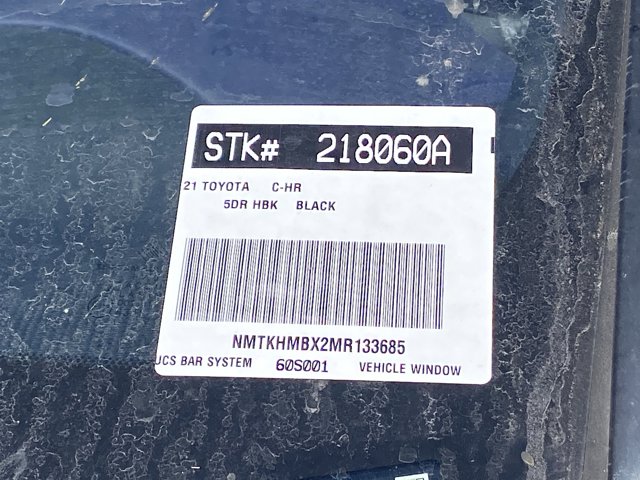 STK# 218060A
21 TOYOTA C-HR
5DR HBK BLACK
NMTKHMBX2MR133685
UCS BAR SYSTEM 60S001 VEHICLE WINDOW